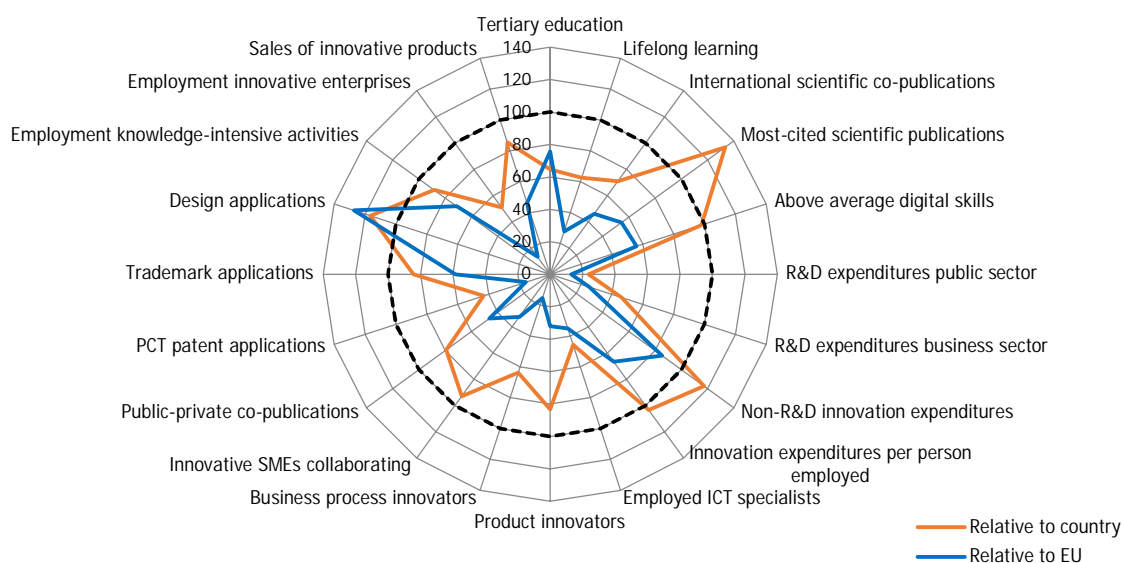 Tertiary education
Sales of innovative products
Lifelong learning
Employment innovative enterprises
International scientific co-publications
Employment knowledge-intensive activities
Most-cited scientific publications
Design applications
Above average digital skills
Trademark applications
R&D expenditures public sector
PCT patent applications
R&D expenditures business sector
Public-private co-publications
Non-R&D innovation expenditures
Innovative SMEs collaborating
Innovation expenditures per person
employed
Business process innovators
Employed ICT specialists
Product innovators
140
120
100
80
60
40
20
0
Relative to country
Relative to EU